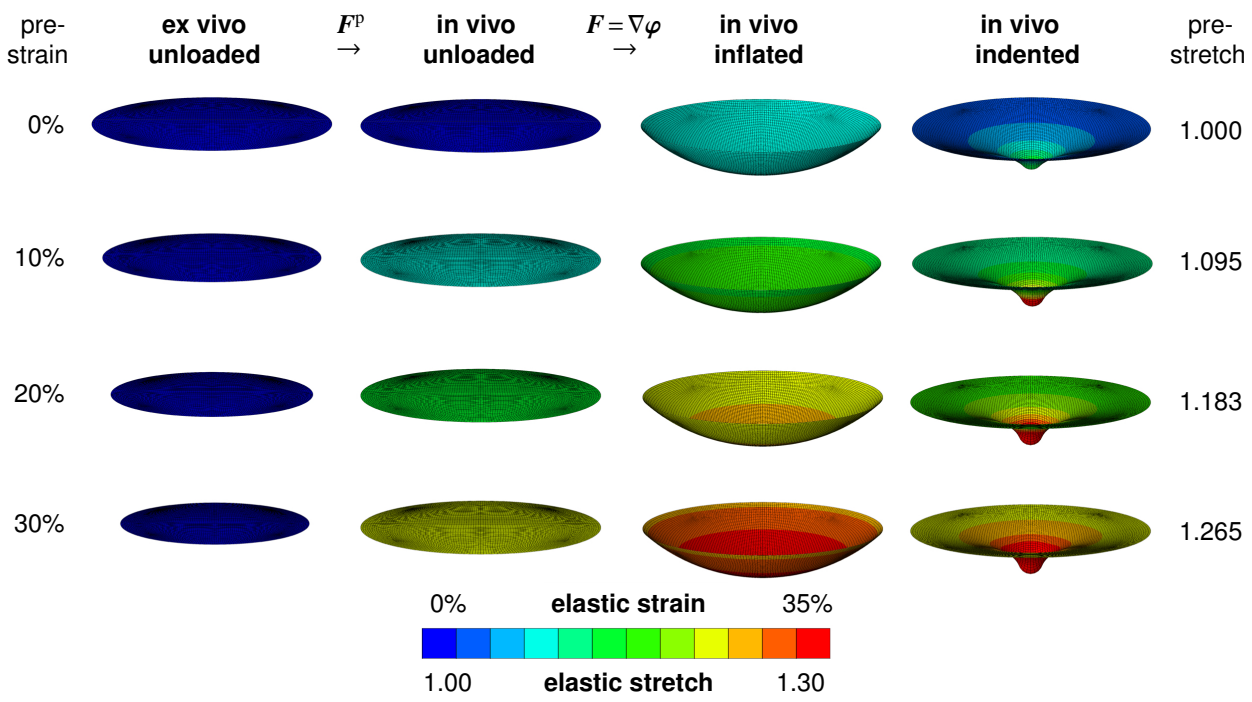 pre- ex vivo Fᵖ in vivo F = ∇φ in vivo in vivo pre-
strain unloaded → unloaded → inflated indented stretch
0% 1.000
10% 1.095
20% 1.183
30% 1.265
0% elastic strain 35%
1.00 elastic stretch 1.30